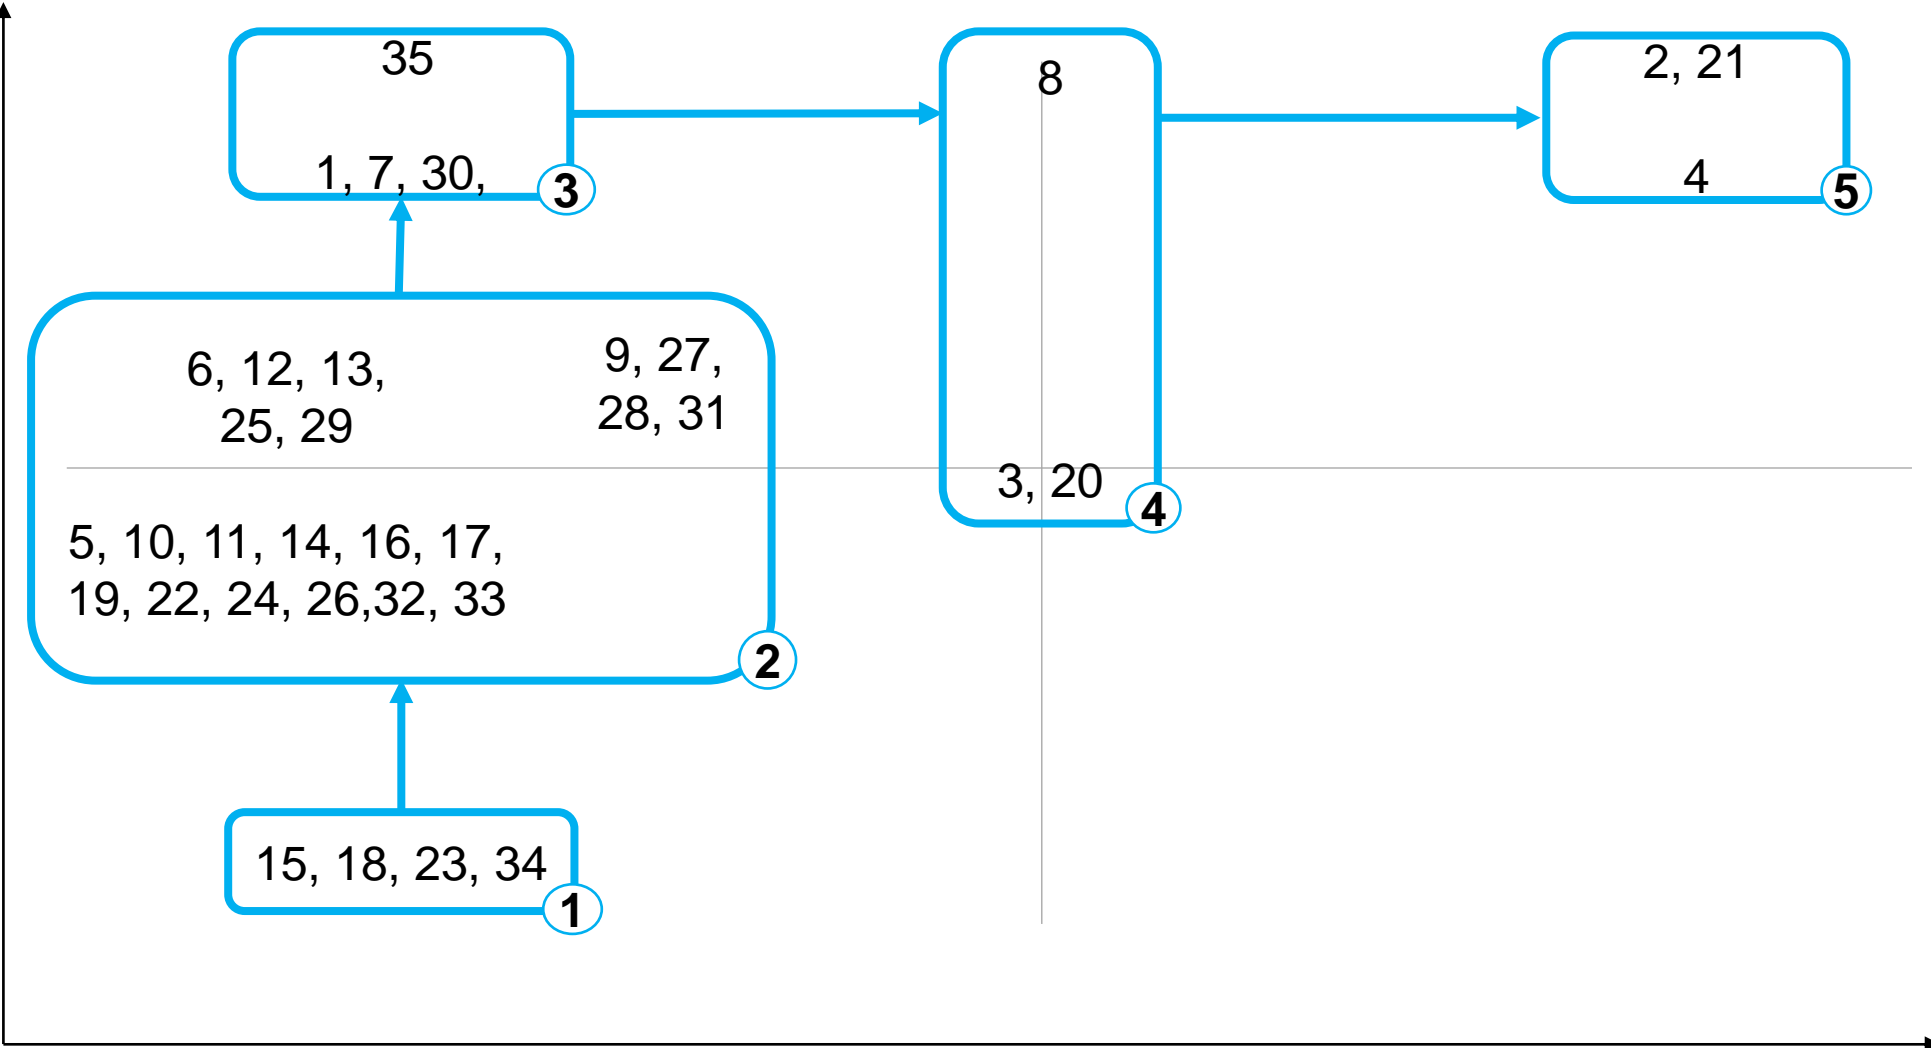 35
1, 7, 30,
3
8
3, 20
4
2, 21
4
5
6, 12, 13,
25, 29
9, 27,
28, 31
5, 10, 11, 14, 16, 17,
19, 22, 24, 26,32, 33
2
15, 18, 23, 34
1